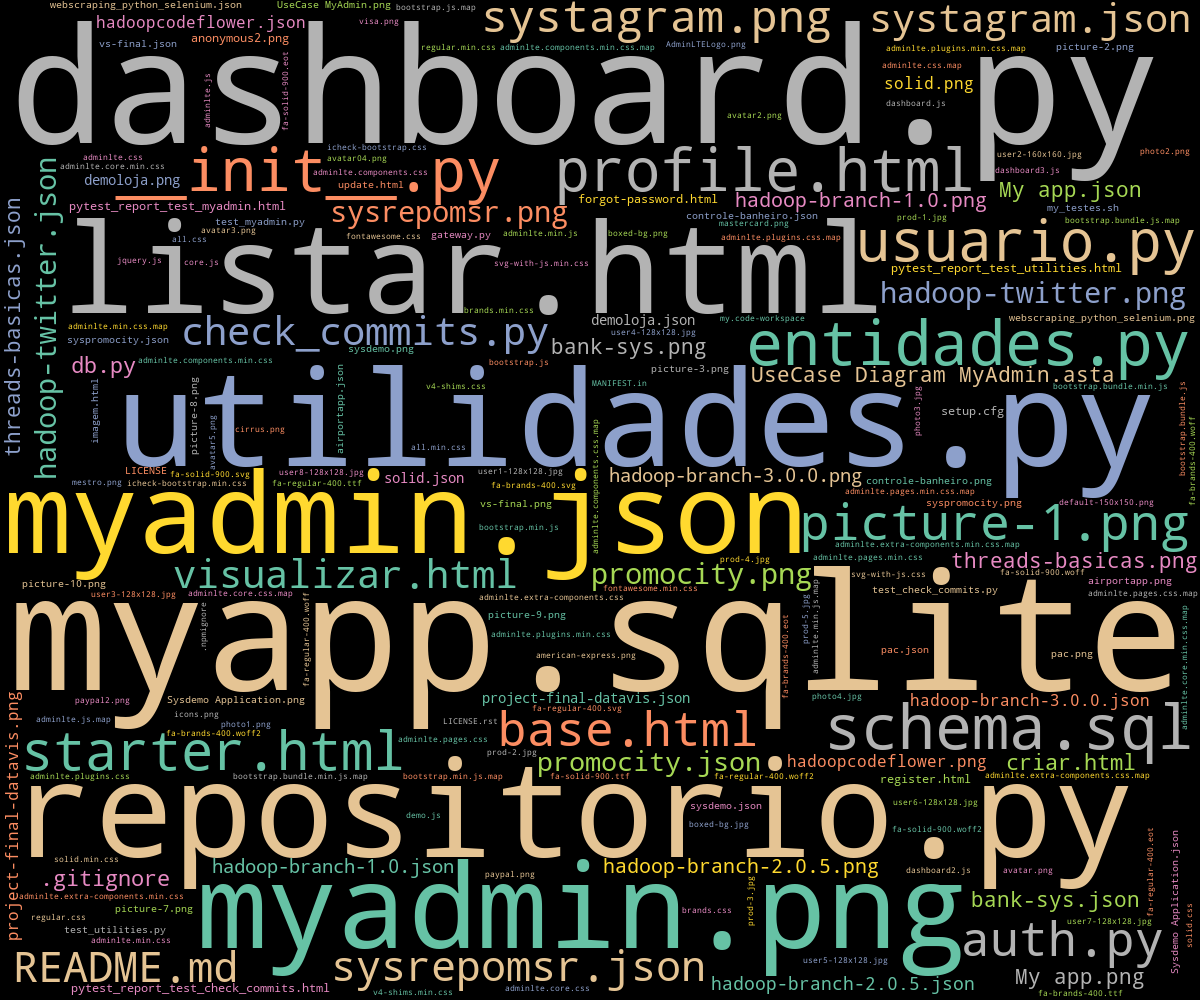 webscraping_python_selenium.json
UseCase MyAdmin.png
bootstrap.js.map
systagram.png
systagram.json
hadoopcodeflower.json
visa.png
anonymous2.png
vs-final.json
regular.min.css
adminlte.components.min.css.map
AdminLTELogo.png
adminlte.plugins.min.css.map
picture-2.png
dashboard.py
adminlte.js
fa-solid-900.eot
adminlte.css.map
solid.png
dashboard.js
avatar2.png
adminlte.css
icheck-bootstrap.css
avatar04.png
adminlte.core.min.css
adminlte.components.css
demoloja.png
__init__.py
update.html
profile.html
user2-160x160.jpg
photo2.png
dashboard3.js
My app.json
forgot-password.html
hadoop-branch-1.0.png
pytest_report_test_myadmin.html
sysrepomsr.png
my_testes.sh
test_myadmin.py
controle-banheiro.json
prod-1.jpg
bootstrap.bundle.js.map
mastercard.png
avatar3.png
all.css
fontawesome.css
gateway.py
adminlte.min.js
boxed-bg.png
adminlte.plugins.css.map
usuario.py
listar.html
jquery.js
core.js
svg-with-js.min.css
pytest_report_test_utilities.html
hadoop-twitter.png
threads-basicas.json
hadoop-twitter.json
brands.min.css
demoloja.json
my.code-workspace
webscraping_python_selenium.png
adminlte.min.css.map
syspromocity.json
check_commits.py
user4-128x128.jpg
bank-sys.png
entidades.py
sysdemo.png
db.py
adminlte.components.min.css
bootstrap.js
picture-3.png
UseCase Diagram MyAdmin.asta
MANIFEST.in
bootstrap.bundle.min.js
v4-shims.css
utilidades.py
imagem.html
picture-8.png
avatar5.png
cirrus.png
airportapp.json
all.min.css
adminlte.components.css.map
photo3.jpg
setup.cfg
bootstrap.bundle.js
fa-brands-400.woff
LICENSE
fa-solid-900.svg
user8-128x128.jpg
user1-128x128.jpg
hadoop-branch-3.0.0.png
mestro.png
icheck-bootstrap.min.css
fa-regular-400.ttf
solid.json
fa-brands-400.svg
controle-banheiro.png
adminlte.pages.min.css.map
vs-final.png
syspromocity.png
default-150x150.png
myadmin.json
bootstrap.min.js
picture-1.png
adminlte.extra-components.min.css.map
prod-4.jpg
adminlte.pages.min.css
threads-basicas.png
visualizar.html
promocity.png
svg-with-js.css
fa-solid-900.woff
airportapp.png
picture-10.png
fontawesome.min.css
test_check_commits.py
user3-128x128.jpg
adminlte.core.css.map
adminlte.extra-components.css
adminlte.pages.css.map
myapp.sqlite
.npmignore
fa-regular-400.woff
picture-9.png
adminlte.plugins.min.css
american-express.png
fa-brands-400.eot
prod-5.jpg
adminlte.min.js.map
pac.json
pac.png
adminlte.core.min.css.map
paypal2.png
Sysdemo Application.png
project-final-datavis.json
photo4.jpg
hadoop-branch-3.0.0.json
project-final-datavis.png
icons.png
fa-regular-400.svg
adminlte.js.map
photo1.png
LICENSE.rst
base.html
schema.sql
fa-brands-400.woff2
adminlte.pages.css
starter.html
prod-2.jpg
promocity.json
hadoopcodeflower.png
criar.html
adminlte.plugins.css
bootstrap.bundle.min.js.map
bootstrap.min.js.map
fa-solid-900.ttf
fa-regular-400.woff2
register.html
adminlte.extra-components.css.map
repositorio.py
sysdemo.json
user6-128x128.jpg
demo.js
boxed-bg.jpg
fa-solid-900.woff2
solid.min.css
hadoop-branch-1.0.json
hadoop-branch-2.0.5.png
dashboard2.js
avatar.png
.gitignore
paypal.png
fa-regular-400.eot
Sysdemo Application.json
adminlte.extra-components.min.css
myadmin.png
prod-3.jpg
picture-7.png
brands.css
bank-sys.json
regular.css
user7-128x128.jpg
solid.css
test_utilities.py
adminlte.min.css
auth.py
README.md
sysrepomsr.json
user5-128x128.jpg
My app.png
pytest_report_test_check_commits.html
v4-shims.min.css
adminlte.core.css
hadoop-branch-2.0.5.json
fa-brands-400.ttf